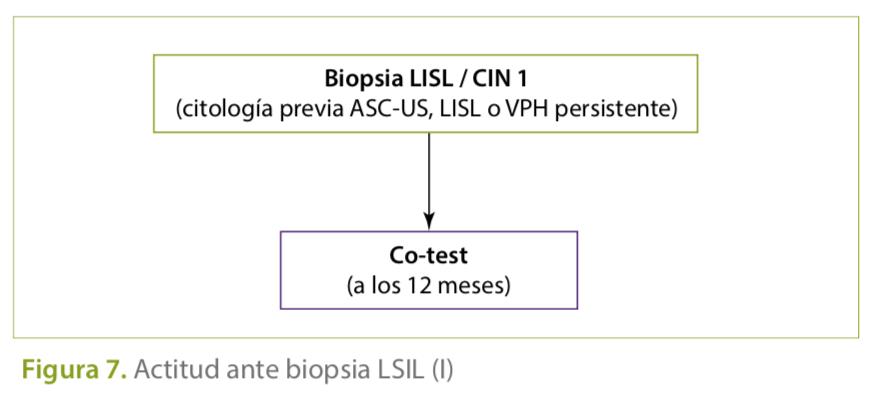 Biopsia LISL / CIN 1
(citología previa ASC-US, LISL o VPH persistente)
Co-test
(a los 12 meses)
Figura 7. Actitud ante biopsia LSIL (I)